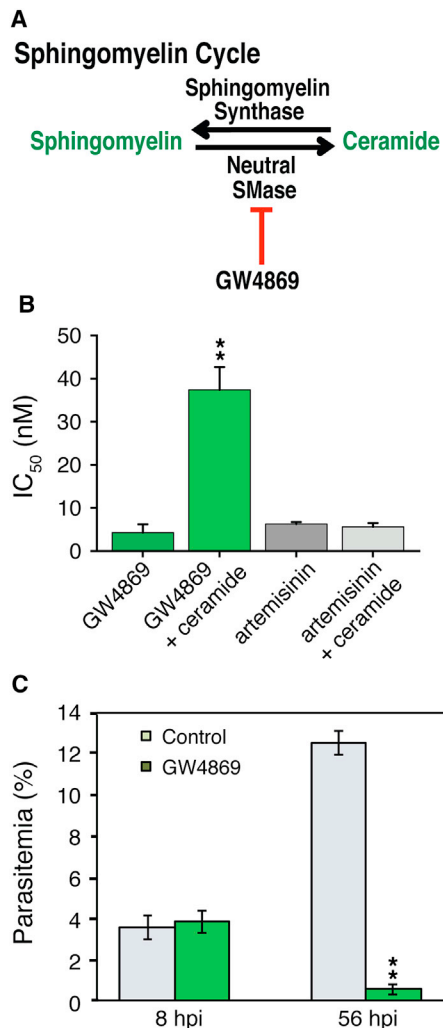 A
Sphingomyelin Cycle
Sphingomyelin
Synthase
Sphingomyelin
Ceramide
Neutral
SMase
GW4869
B
IC50 (nM)
50
40
30
20
10
0
**
GW4869
GW4869
+ ceramide
artemisinin
artemisinin
+ ceramide
C
Parasitemia (%)
14
12
10
8
6
4
2
0
Control
GW4869
**
8 hpi
56 hpi